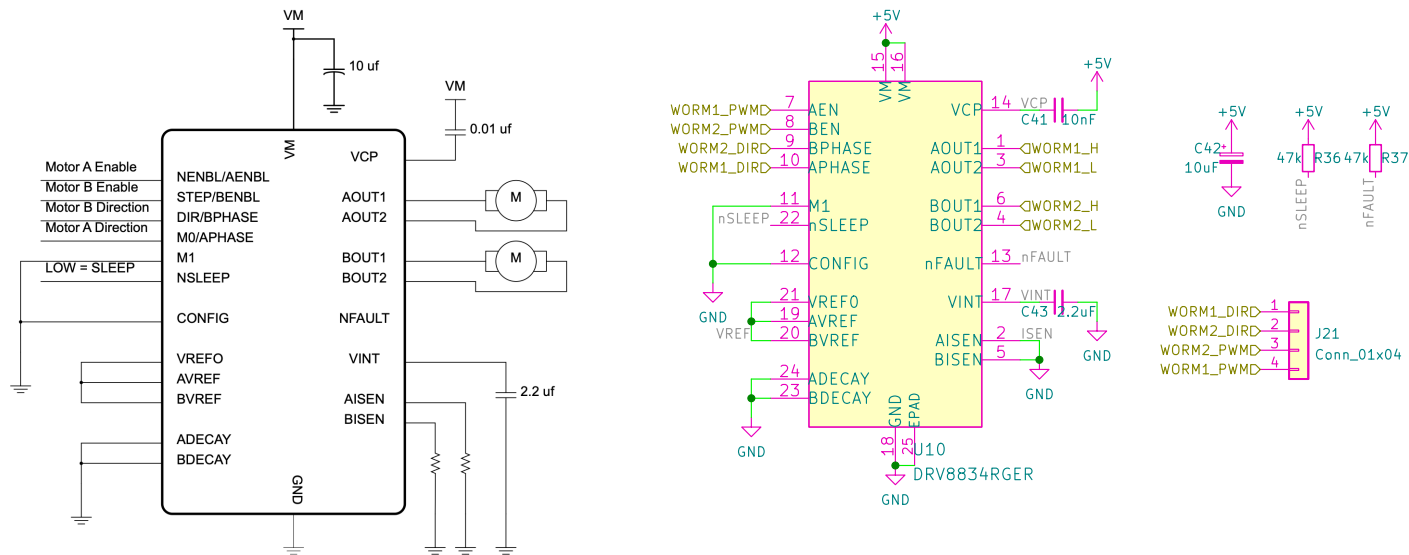 VM
10 uf
VM
0.01 uf
VM
VCP
Motor A Enable
NENBL/AENBL
Motor B Enable
STEP/BENBL
AOUT1
M
Motor B Direction
DIR/BPHASE
AOUT2
Motor A Direction
M0/APHASE
M1
BOUT1
M
LOW = SLEEP
NSLEEP
BOUT2
CONFIG
NFAULT
VREFO
VINT
AVREF
2.2 uf
BVREF
AISEN
BISEN
ADECAY
BDECAY
GND
+5V
15
16
VM
VM
+5V
WORM1_PWM
7
AEN
VCP
14
VCP
C41
10nF
WORM2_PWM
8
BEN
WORM2_DIR
9
BPHASE
AOUT1
1
WORM1_H
WORM1_DIR
10
APHASE
AOUT2
3
WORM1_L
11
M1
BOUT1
6
WORM2_H
nSLEEP
22
nSLEEP
BOUT2
4
WORM2_L
12
CONFIG
nFAULT
13
nFAULT
GND
21
VREFO
VINT
17
VINT
C43
2.2uF
19
AVREF
VREF
20
BVREF
AISEN
2
ISEN
GND
BISEN
5
24
ADECAY
GND
23
BDECAY
GND
GND
EPAD
18
25
U10
DRV8834RGER
GND
+5V
+5V
+5V
C42
+
10uF
47k
R36
47k
R37
GND
nSLEEP
nFAULT
WORM1_DIR
1
WORM2_DIR
2
J21
WORM2_PWM
3
Conn_01x04
WORM1_PWM
4